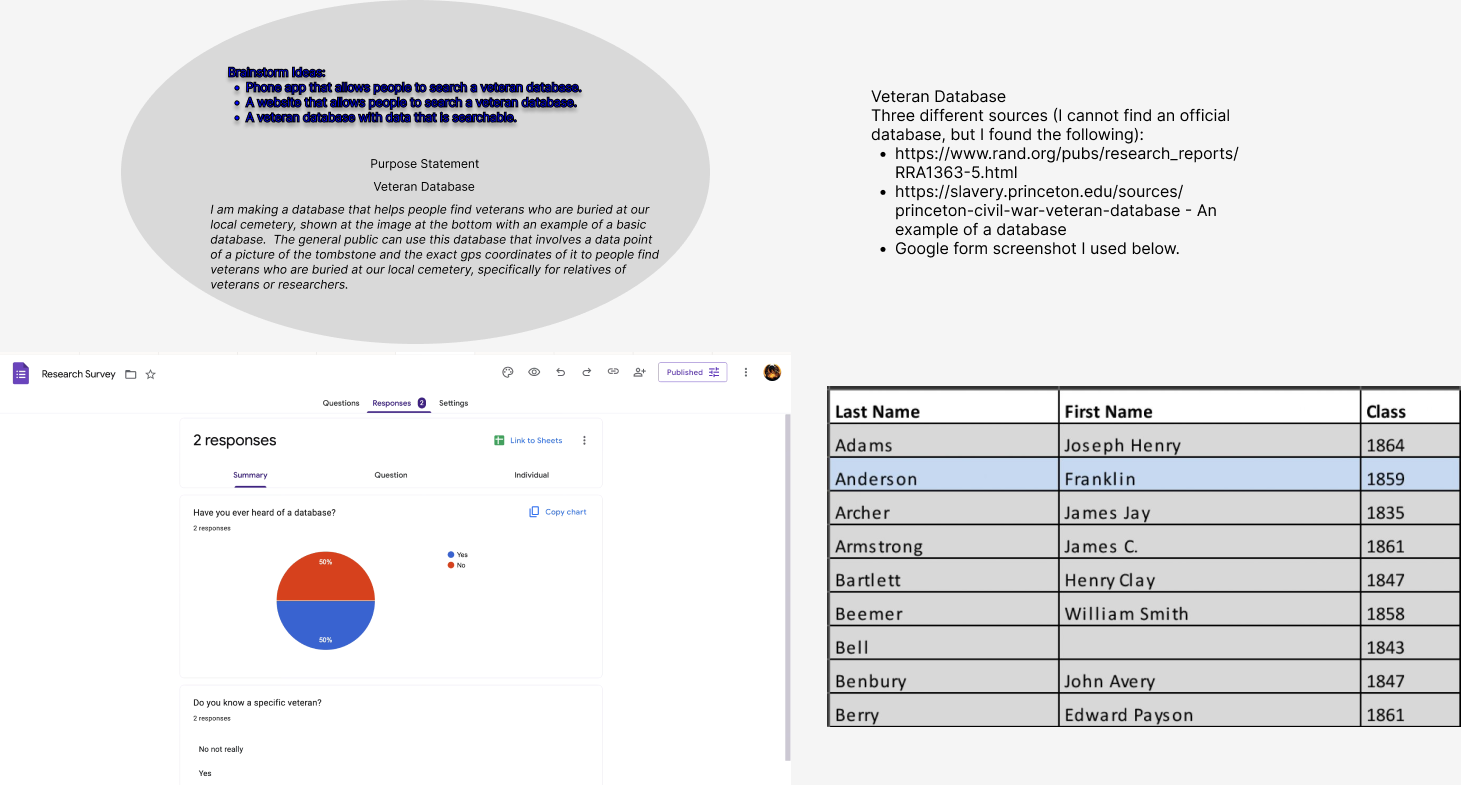 Brainstorm Ideas:
• Phone app that allows people to search a veteran database.
• A website that allows people to search a veteran database.
• A veteran database with data that is searchable.
Purpose Statement
Veteran Database
I am making a database that helps people find veterans who are buried at our
local cemetery, shown at the image at the bottom with an example of a basic
database.  The general public can use this database that involves a data point
of a picture of the tombstone and the exact gps coordinates of it to people find
veterans who are buried at our local cemetery, specifically for relatives of
veterans or researchers.
Veteran Database
Three different sources (I cannot find an official
database, but I found the following):
• https://www.rand.org/pubs/research_reports/
RRA1363-5.html
• https://slavery.princeton.edu/sources/
princeton-civil-war-veteran-database - An
example of a database
• Google form screenshot I used below.
Research Survey
Published
Questions Responses 2 Settings
2 responses
Link to Sheets
Summary Question Individual
Have you ever heard of a database?
Copy chart
2 responses
Yes
No
50%
50%
Do you know a specific veteran?
2 responses
No not really
Yes
Last Name First Name Class
Adams Joseph Henry 1864
Anderson Franklin 1859
Archer James Jay 1835
Armstrong James C. 1861
Bartlett Henry Clay 1847
Beemer William Smith 1858
Bell 1843
Benbury John Avery 1847
Berry Edward Payson 1861